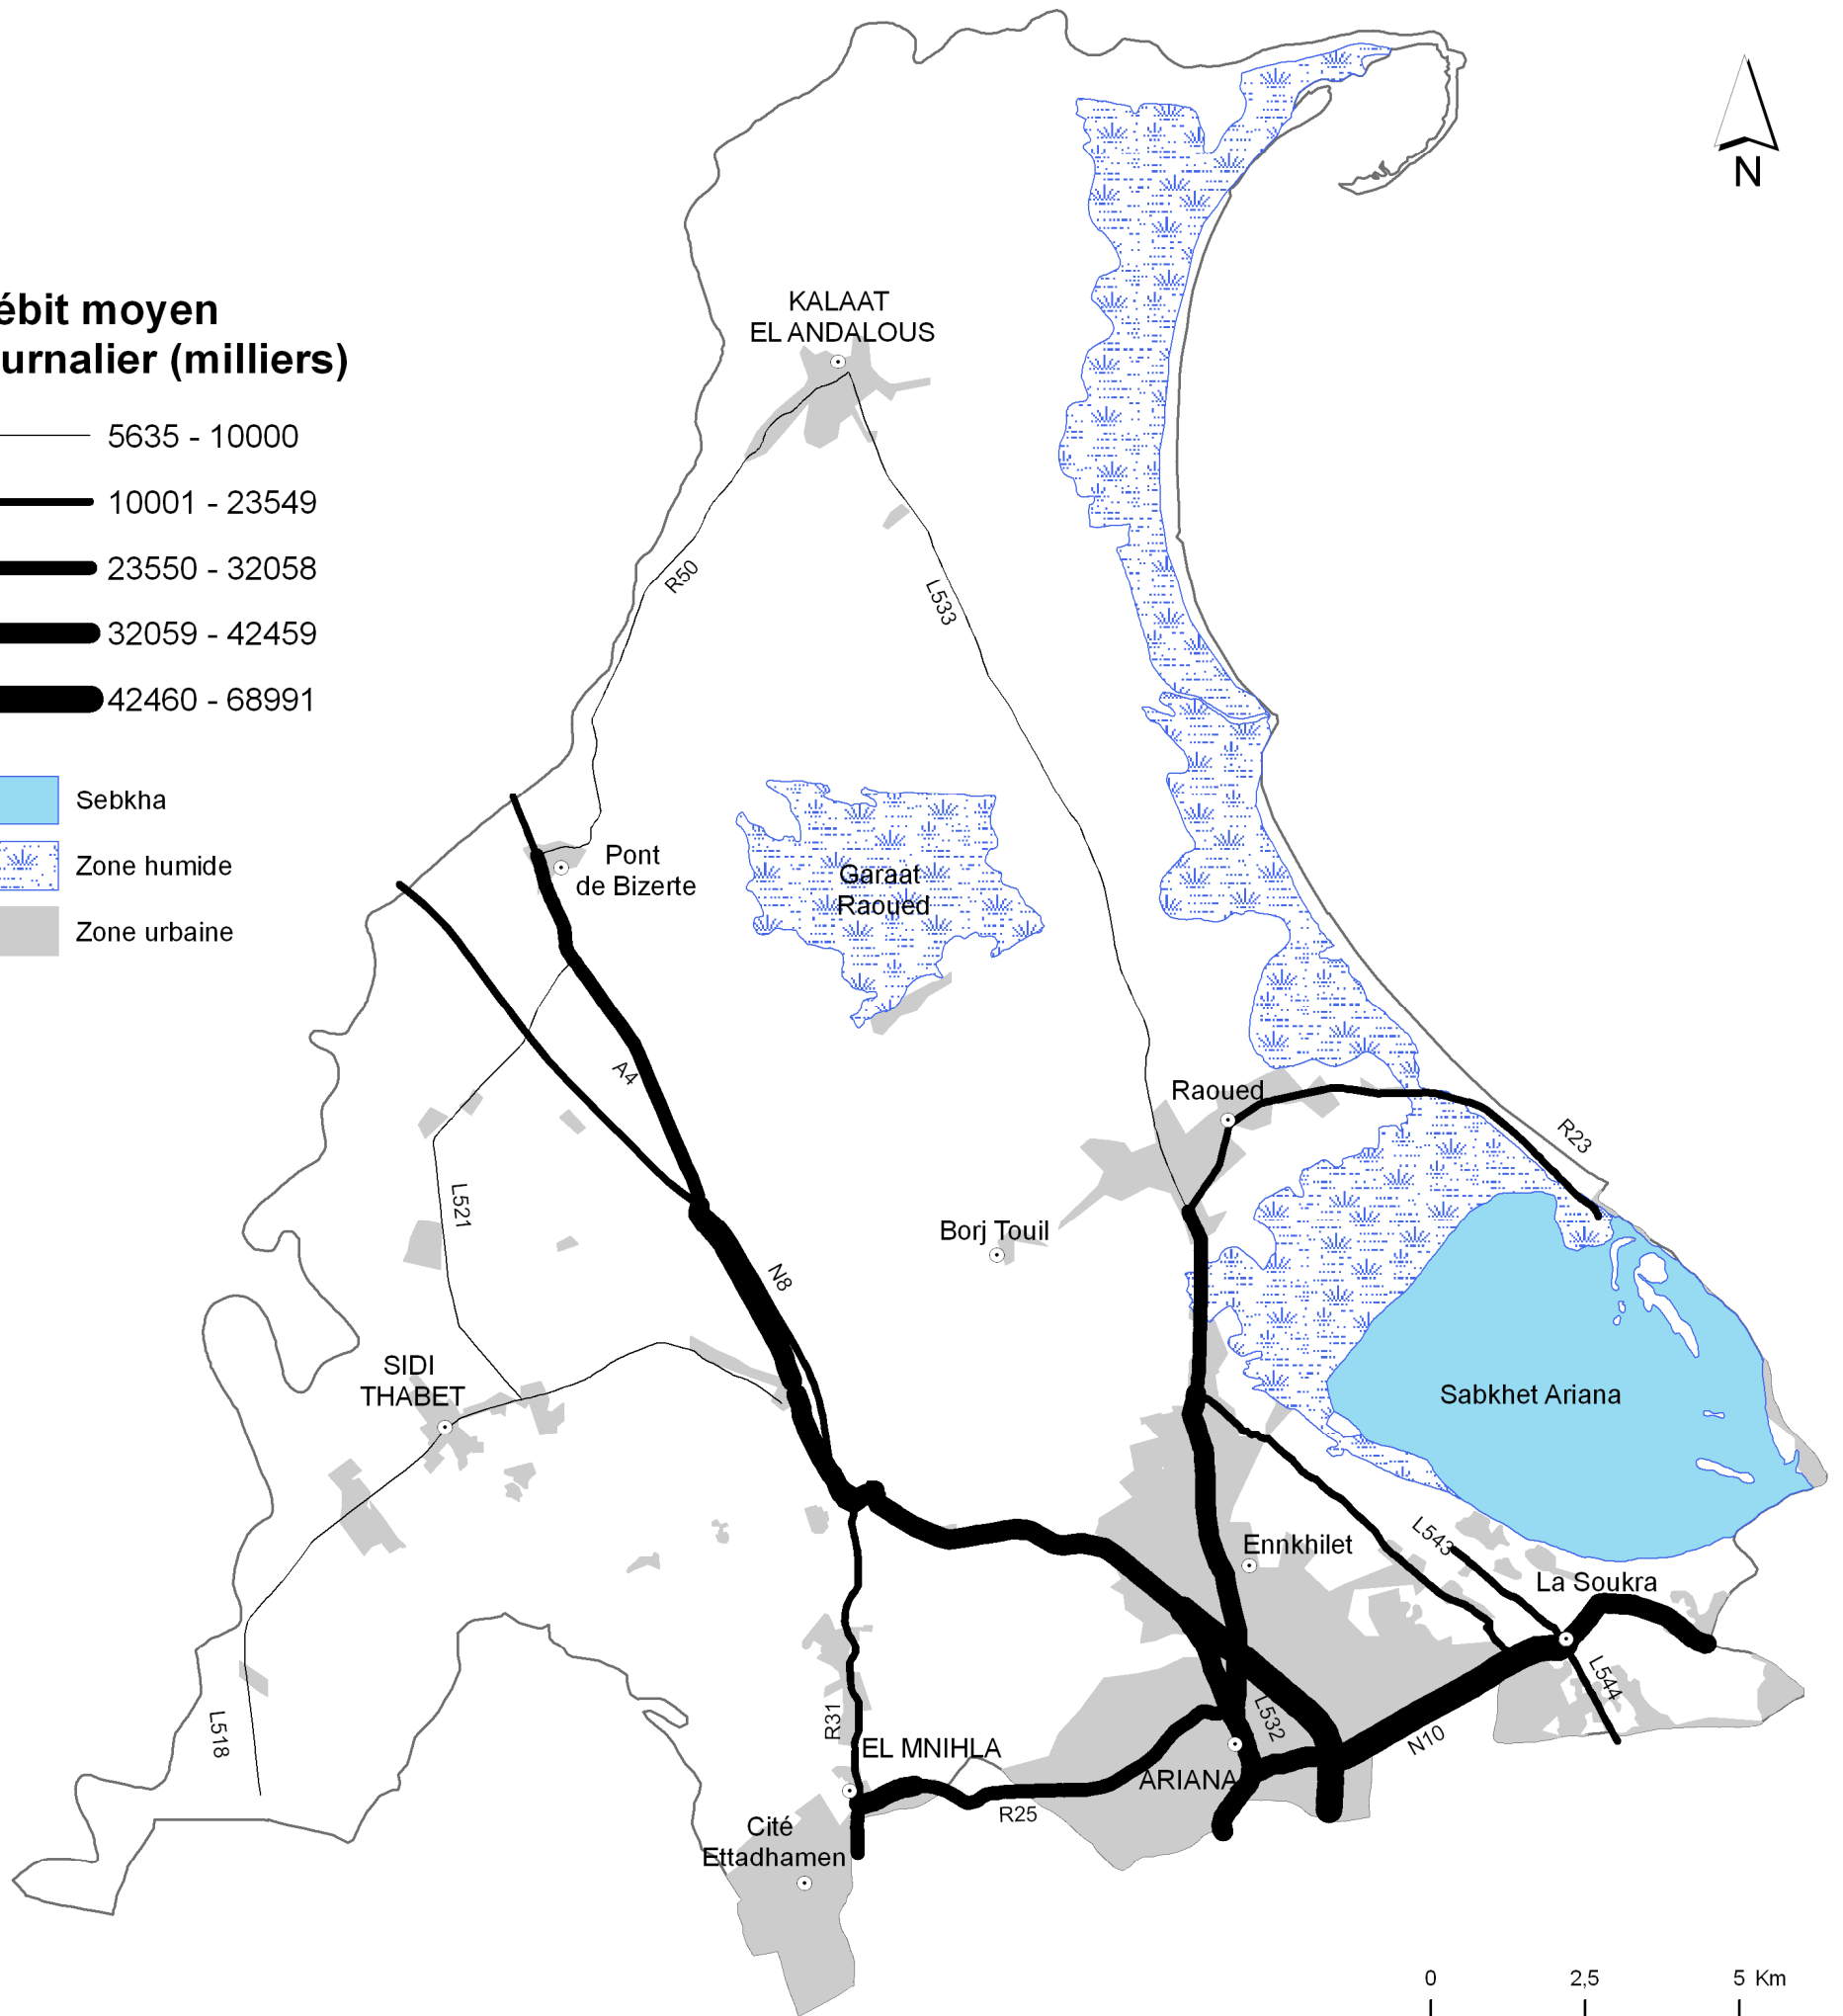 N
ébit moyen
urnalier (milliers)
5635 - 10000
10001 - 23549
23550 - 32058
32059 - 42459
42460 - 68991
Sebkha
Zone humide
Zone urbaine
KALAAT
EL ANDALOUS
R50
L533
Pont
de Bizerte
Garaat
Raoued
A4
Raoued
R23
L521
Borj Touil
N8
SIDI
THABET
Sabkhet Ariana
L543
Ennkhilet
La Soukra
L544
L518
R31
L532
N10
EL MNIHLA
ARIANA
R25
Cité
Ettadhamen
0 2,5 5 Km